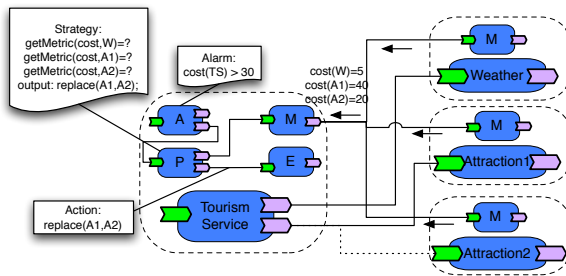 Strategy:
getMetric(cost,W)=?
getMetric(cost,A1)=?
getMetric(cost,A2)=?
output: replace(A1,A2);
Alarm:
cost(TS) > 30
A
M
P
E
Tourism
Service
Action:
replace(A1,A2)
cost(W)=5
cost(A1)=40
cost(A2)=20
M
Weather
M
Attraction1
M
Attraction2